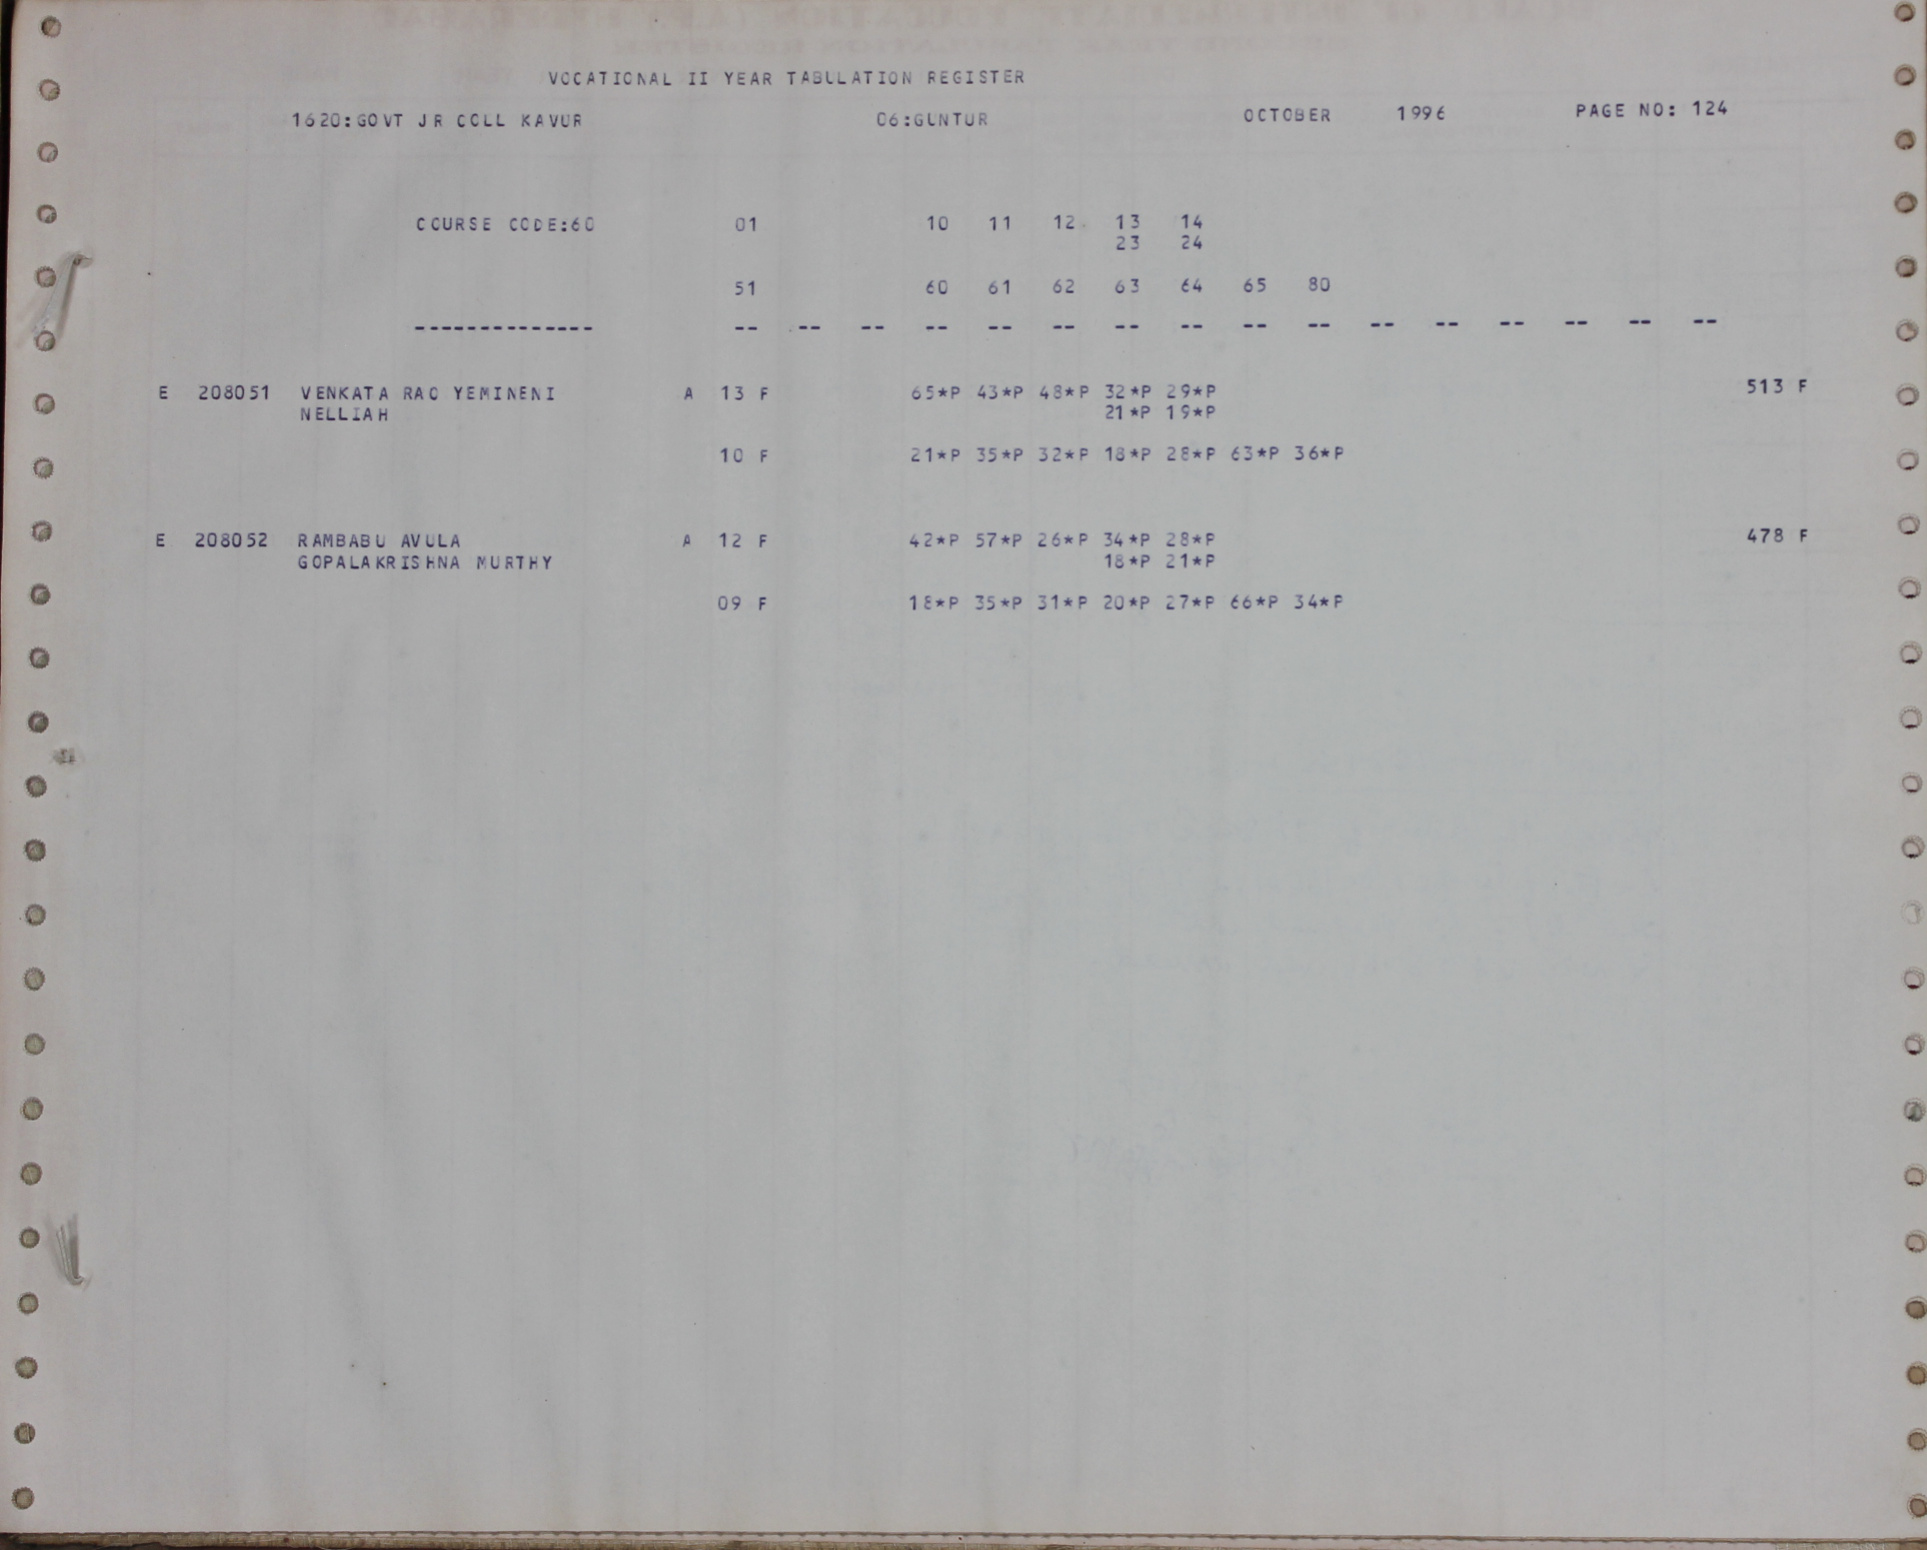 VOCATIONAL II YEAR TABULATION REGISTER
1620:GOVT JR COLL KAVUR 06:GUNTUR OCTOBER 1996 PAGE NO: 124
COURSE CODE:60 01 10 11 12 13 14
23 24
51 60 61 62 63 64 65 80
-------------- -- -- -- -- -- -- -- -- -- -- -- -- -- -- -- --
E 208051 VENKATA RAO YEMINENI A 13 F 65*P 43*P 48*P 32*P 29*P 513 F
NELLIAH 21*P 19*P
10 F 21*P 35*P 32*P 18*P 28*P 63*P 36*P
E 208052 RAMBABU AVULA A 12 F 42*P 57*P 26*P 34*P 28*P 478 F
GOPALAKRISHNA MURTHY 18*P 21*P
09 F 18*P 35*P 31*P 20*P 27*P 66*P 34*P